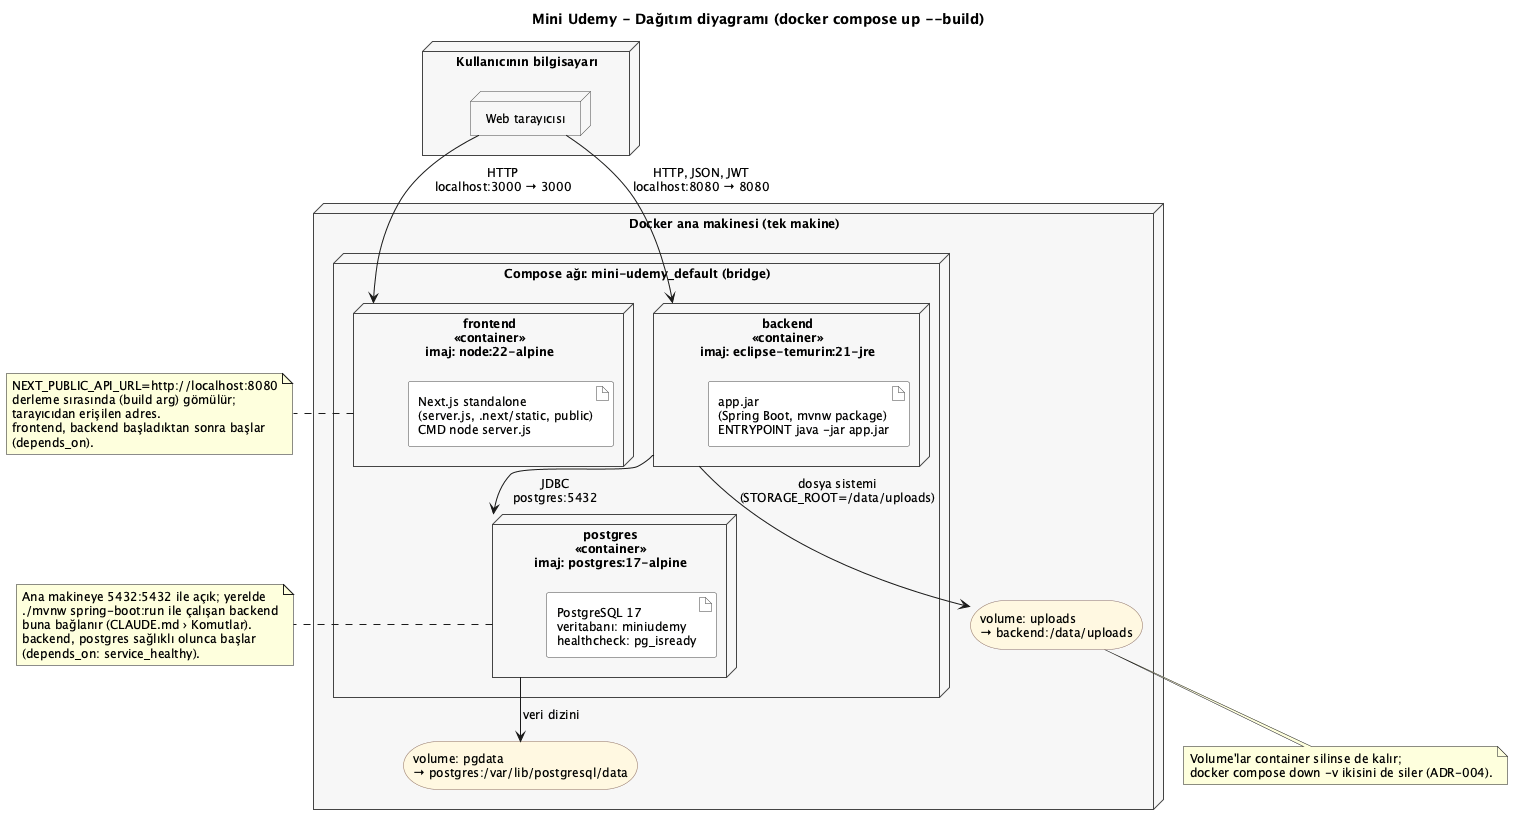 Mini Udemy – Dağıtım diyagramı (docker compose up --build)
Kullanıcının bilgisayarı
Web tarayıcısı
HTTP
localhost:3000 → 3000
HTTP, JSON, JWT
localhost:8080 → 8080
Docker ana makinesi (tek makine)
Compose ağı: mini-udemy_default (bridge)
frontend
«container»
imaj: node:22-alpine
Next.js standalone
(server.js, .next/static, public)
CMD node server.js
backend
«container»
imaj: eclipse-temurin:21-jre
app.jar
(Spring Boot, mvnw package)
ENTRYPOINT java -jar app.jar
NEXT_PUBLIC_API_URL=http://localhost:8080
derleme sırasında (build arg) gömülür;
tarayıcıdan erişilen adres.
frontend, backend başladıktan sonra başlar
(depends_on).
JDBC
postgres:5432
dosya sistemi
(STORAGE_ROOT=/data/uploads)
postgres
«container»
imaj: postgres:17-alpine
PostgreSQL 17
veritabanı: miniudemy
healthcheck: pg_isready
Ana makineye 5432:5432 ile açık; yerelde
./mvnw spring-boot:run ile çalışan backend
buna bağlanır (CLAUDE.md › Komutlar).
backend, postgres sağlıklı olunca başlar
(depends_on: service_healthy).
volume: uploads
→ backend:/data/uploads
veri dizini
volume: pgdata
→ postgres:/var/lib/postgresql/data
Volume'lar container silinse de kalır;
docker compose down -v ikisini de siler (ADR-004).